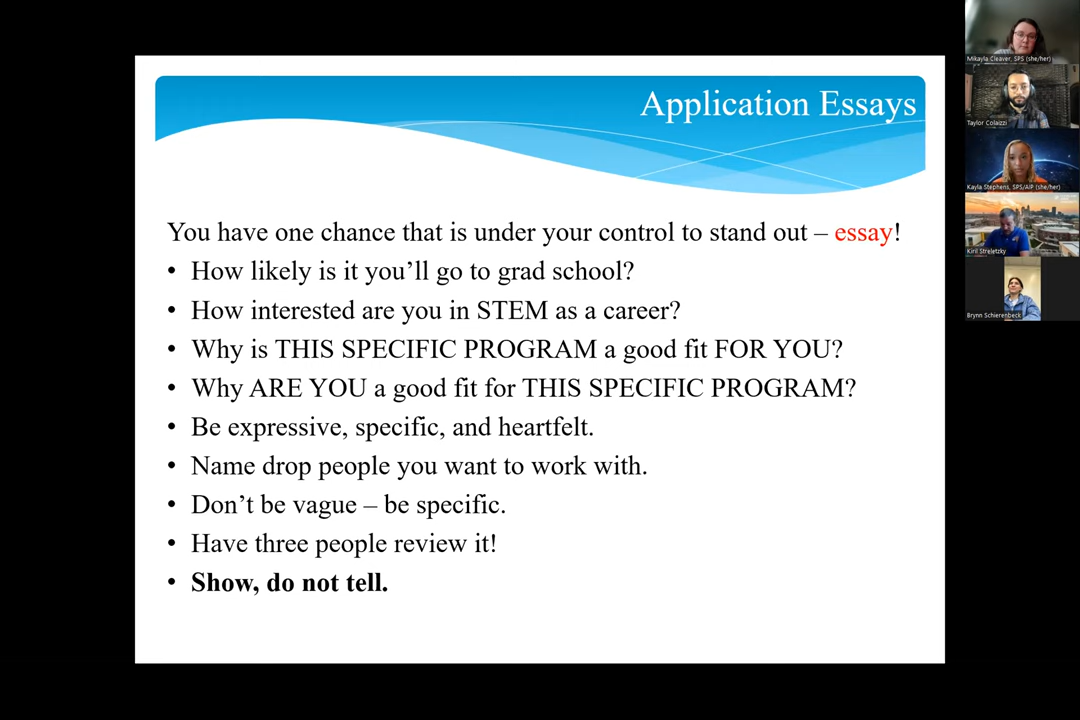 Application Essays
You have one chance that is under your control to stand out – essay!
• How likely is it you’ll go to grad school?
• How interested are you in STEM as a career?
• Why is THIS SPECIFIC PROGRAM a good fit FOR YOU?
• Why ARE YOU a good fit for THIS SPECIFIC PROGRAM?
• Be expressive, specific, and heartfelt.
• Name drop people you want to work with.
• Don’t be vague – be specific.
• Have three people review it!
• Show, do not tell.
Mikayla Cleaver, SPS (she/her)
Taylor Colaizzi
Kayla Stephens, SPS/AIP (she/her)
Kiril Streletzky
Brynn Schierenbeck